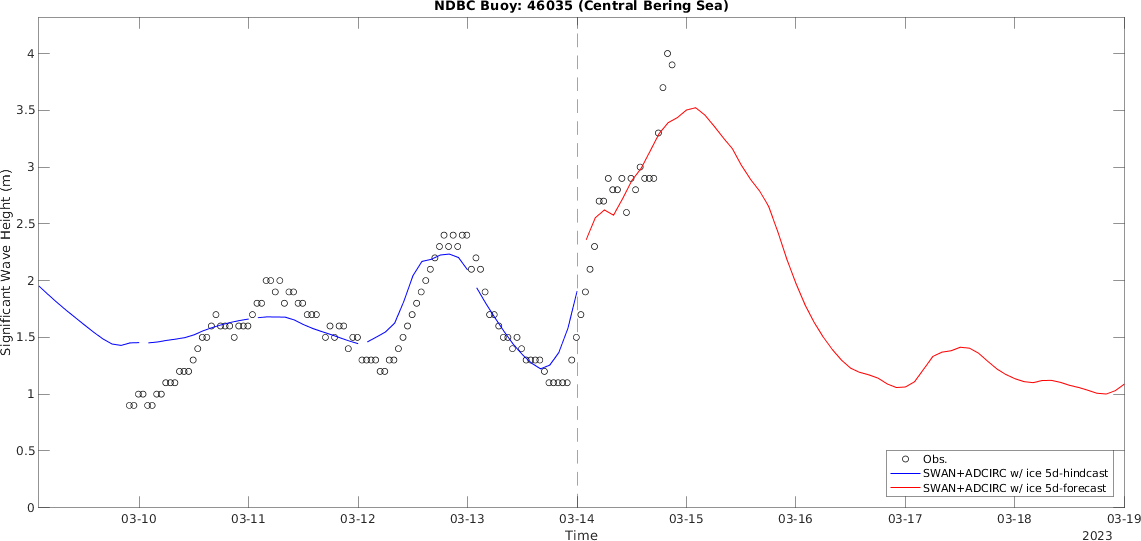 NDBC Buoy: 46035 (Central Bering Sea)
4
3.5
3
2.5
2
1.5
1
0.5
0
Significant Wave Height (m)
Obs.
SWAN+ADCIRC w/ ice 5d-hindcast
SWAN+ADCIRC w/ ice 5d-forecast
03-10 03-11 03-12 03-13 03-14 03-15 03-16 03-17 03-18 03-19
Time
2023